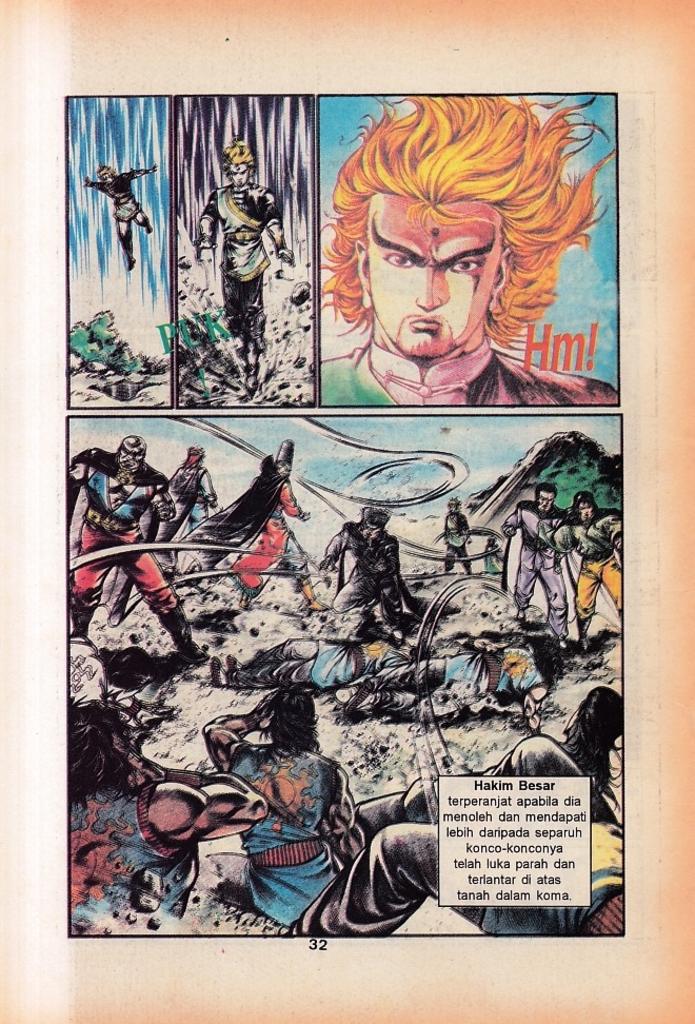 PUK
!
Hm!
Hakim Besar
terperanjat apabila dia
menoleh dan mendapati
lebih daripada separuh
konco-konconya
telah luka parah dan
terlantar di atas
tanah dalam koma.
32